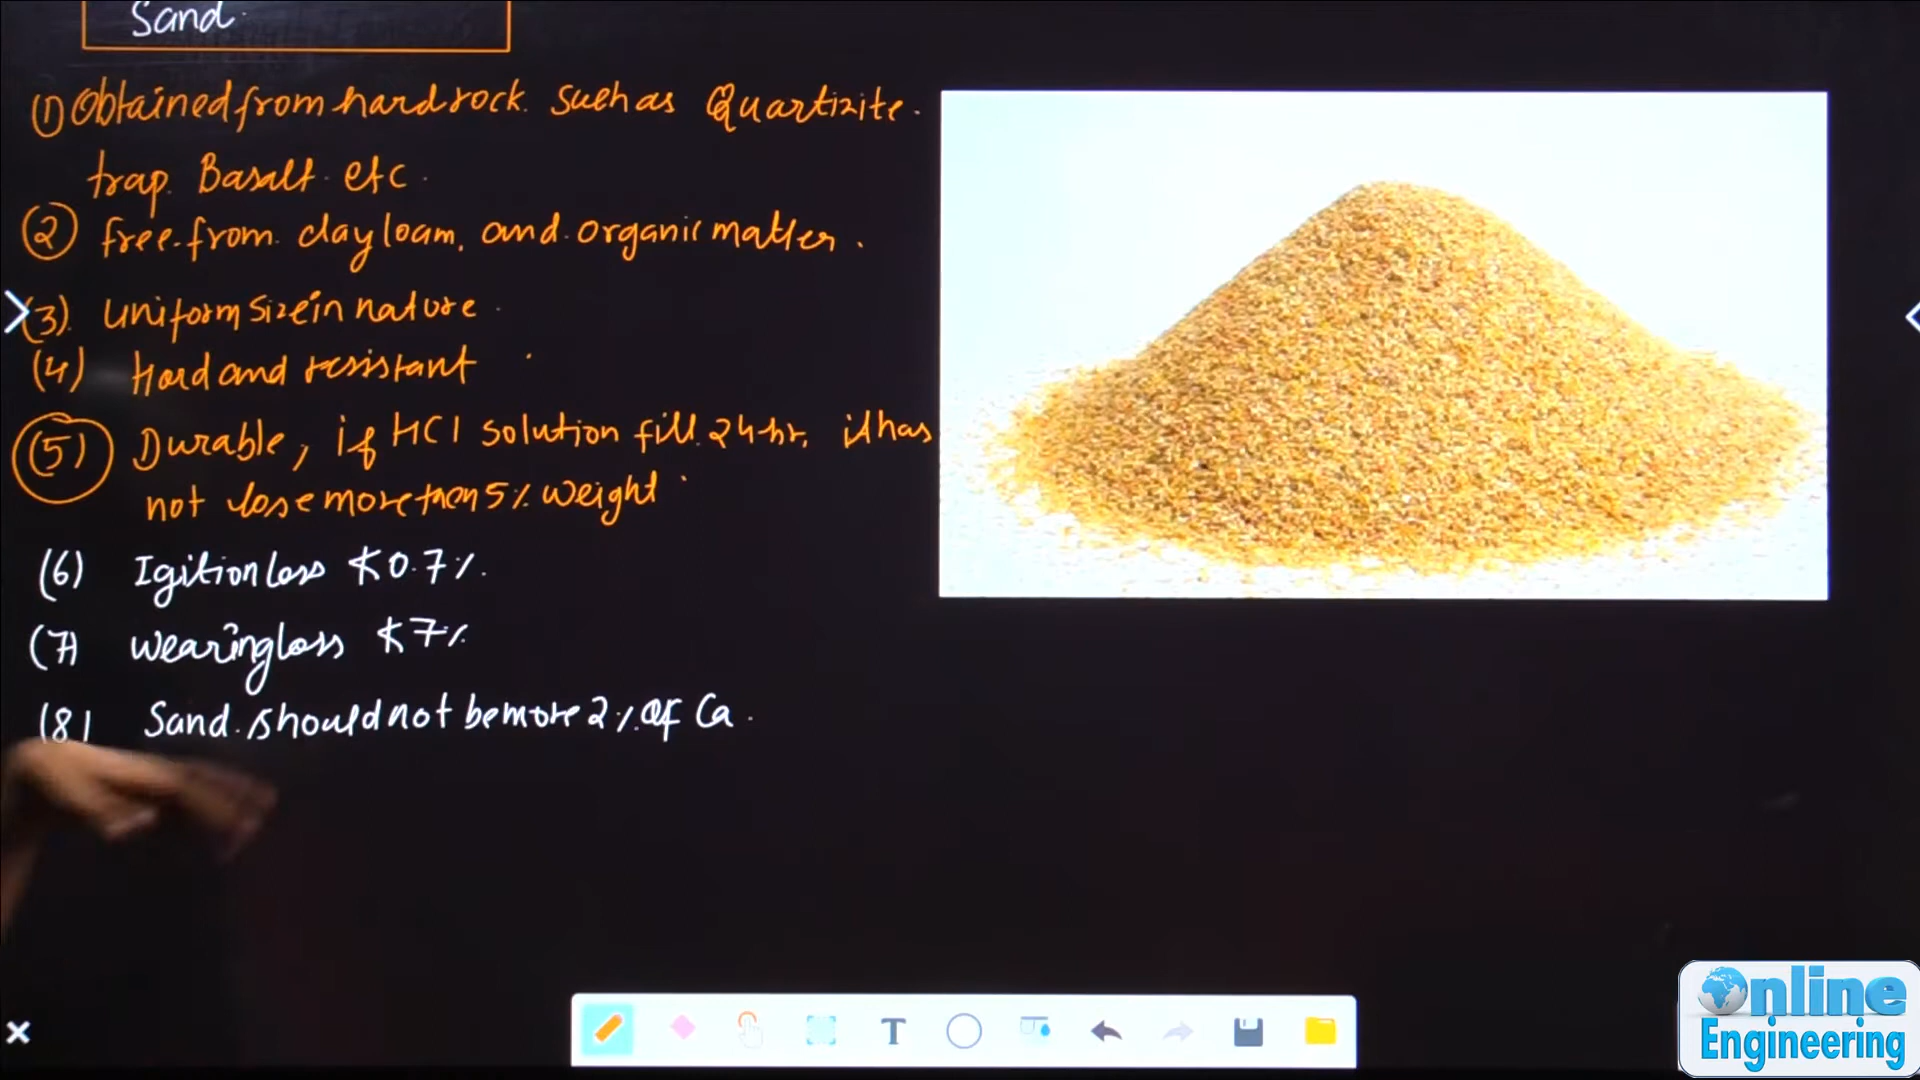 Sand.
(1) Obtained from hard rock. Such as Quartizite.
trap. Basalt. etc.
(2) free from clay loam, and organic matter.
(3). Uniform size in nature.
(4) Hard and resistant
(5) Durable, if HCl solution fill 24 hr, it has
not lose more then 5% weight.
(6) Igition loss ≮ 0.7%.
(7) Wearing loss ≮ 7%
(8) Sand should not be more 2% of Ca.
T
Online
Engineering